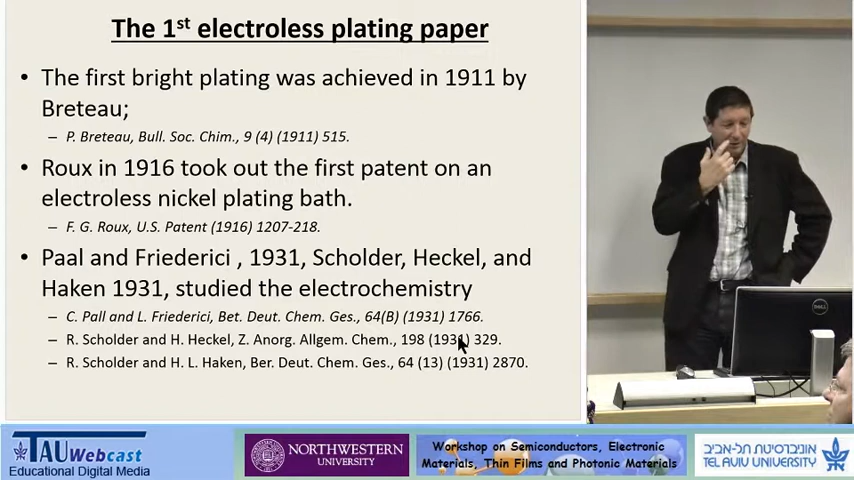 The 1st electroless plating paper
• The first bright plating was achieved in 1911 by
Breteau;
– P. Breteau, Bull. Soc. Chim., 9 (4) (1911) 515.
• Roux in 1916 took out the first patent on an
electroless nickel plating bath.
– F. G. Roux, U.S. Patent (1916) 1207-218.
• Paal and Friederici , 1931, Scholder, Heckel, and
Haken 1931, studied the electrochemistry
– C. Pall and L. Friederici, Bet. Deut. Chem. Ges., 64(B) (1931) 1766.
– R. Scholder and H. Heckel, Z. Anorg. Allgem. Chem., 198 (1931) 329.
– R. Scholder and H. L. Haken, Ber. Deut. Chem. Ges., 64 (13) (1931) 2870.
DELL
TAU Webcast
Educational Digital Media
NORTHWESTERN
UNIVERSITY
Workshop on Semiconductors, Electronic
Materials, Thin Films and Photonic Materials
אוניברסיטת תל-אביב
TEL AVIV UNIVERSITY